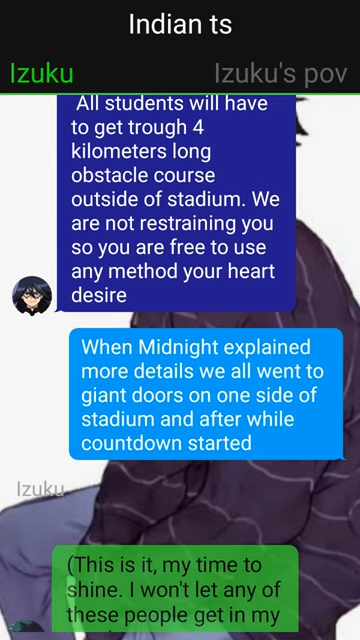 Indian ts
Izuku Izuku's pov
All students will have
to get trough 4
kilometers long
obstacle course
outside of stadium. We
are not restraining you
so you are free to use
any method your heart
desire
When Midnight explained
more details we all went to
giant doors on one side of
stadium and after while
countdown started
Izuku
(This is it, my time to
shine. I won't let any of
these people get in my